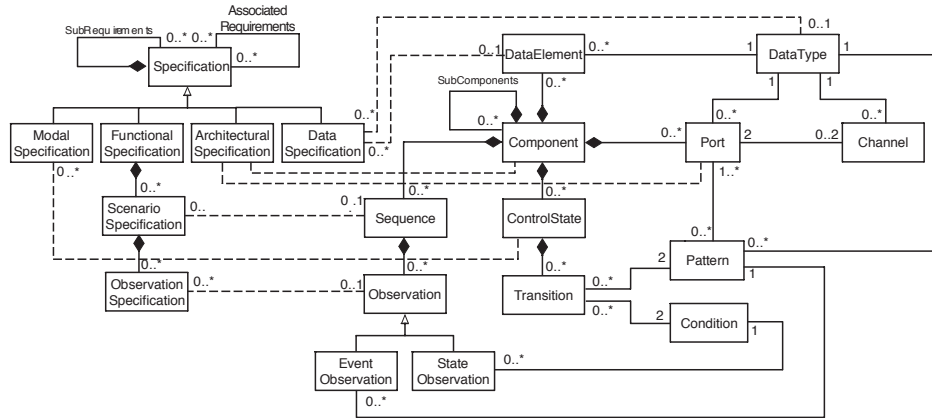 Associated
Requirements
SubRequirements
0..*
0..*
0..*
Specification
0..1
DataElement
0..*
1
DataType
1
0..1
0..*
1
1
SubComponents
0..*
0..*
Modal
Specification
Functional
Specification
Architectural
Specification
Data
Specification
0..*
0..*
Component
0..*
0..*
Port
2
0..2
0..*
Channel
0..*
1..*
0..*
0..*
0..*
Scenario
Specification
0..
0..1
Sequence
ControlState
0..*
0..*
0..*
0..*
0..*
Pattern
2
1
Observation
Specification
0..*
0..1
Observation
Transition
0..*
0..*
2
Condition
1
Event
Observation
State
Observation
0..*
0..*